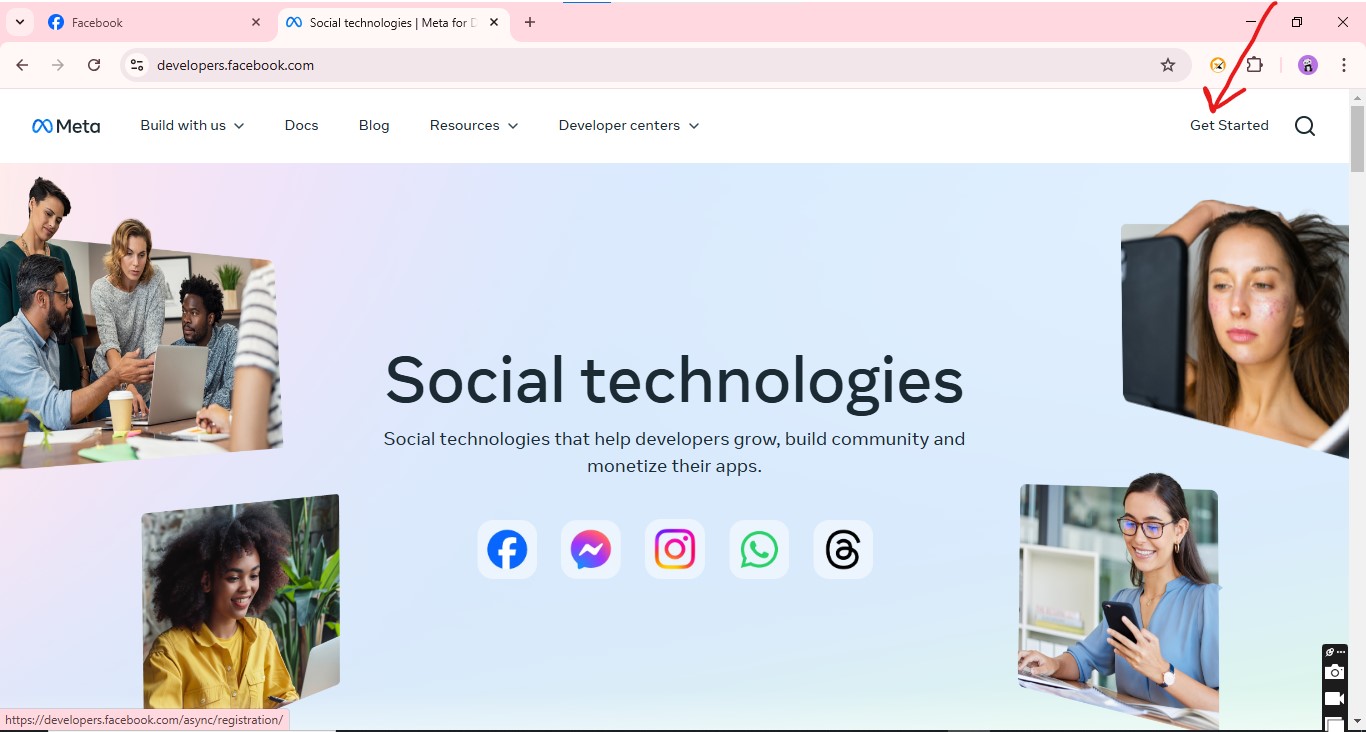 Facebook
Social technologies | Meta for D
developers.facebook.com
Meta
Build with us
Docs
Blog
Resources
Developer centers
Get Started
Social technologies
Social technologies that help developers grow, build community and
monetize their apps.
https://developers.facebook.com/async/registration/